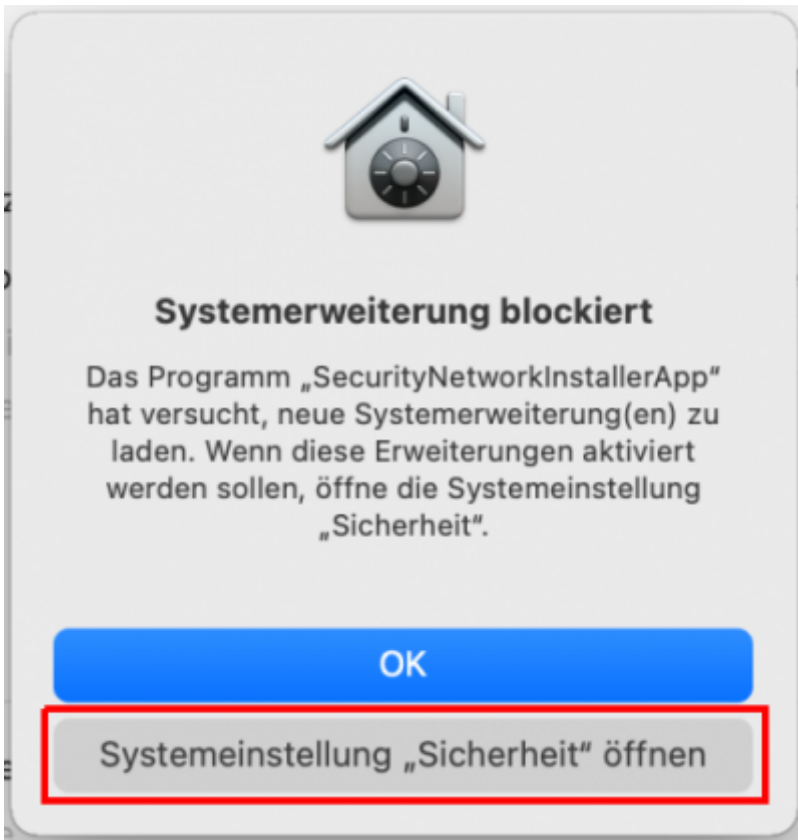 Systemerweiterung blockiert
Das Programm „SecurityNetworkInstallerApp“
hat versucht, neue Systemerweiterung(en) zu
laden. Wenn diese Erweiterungen aktiviert
werden sollen, öffne die Systemeinstellung
„Sicherheit“.
OK
Systemeinstellung „Sicherheit“ öffnen